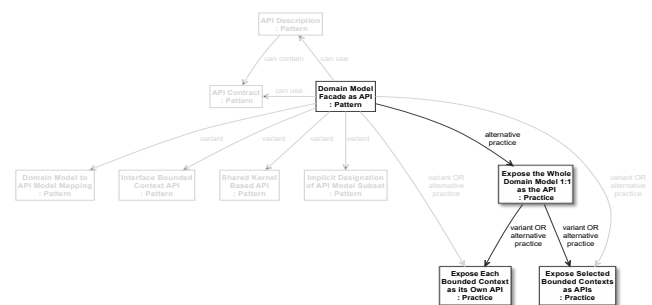 API Description
: Pattern
can contain
can use
API Contract
: Pattern
can use
Domain Model
Facade as API
: Pattern
alternative
practice
variant
variant
variant
variant
Domain Model to
API Model Mapping
: Pattern
Interface Bounded
Context API
: Pattern
Shared Kernel
Based API
: Pattern
Implicit Designation
of API Model Subset
: Pattern
variant OR
alternative
practice
Expose the Whole
Domain Model 1:1
as the API
: Practice
variant OR
alternative
practice
variant OR
alternative
practice
variant OR
alternative
practice
Expose Each
Bounded Context
as its Own API
: Practice
Expose Selected
Bounded Contexts
as APIs
: Practice